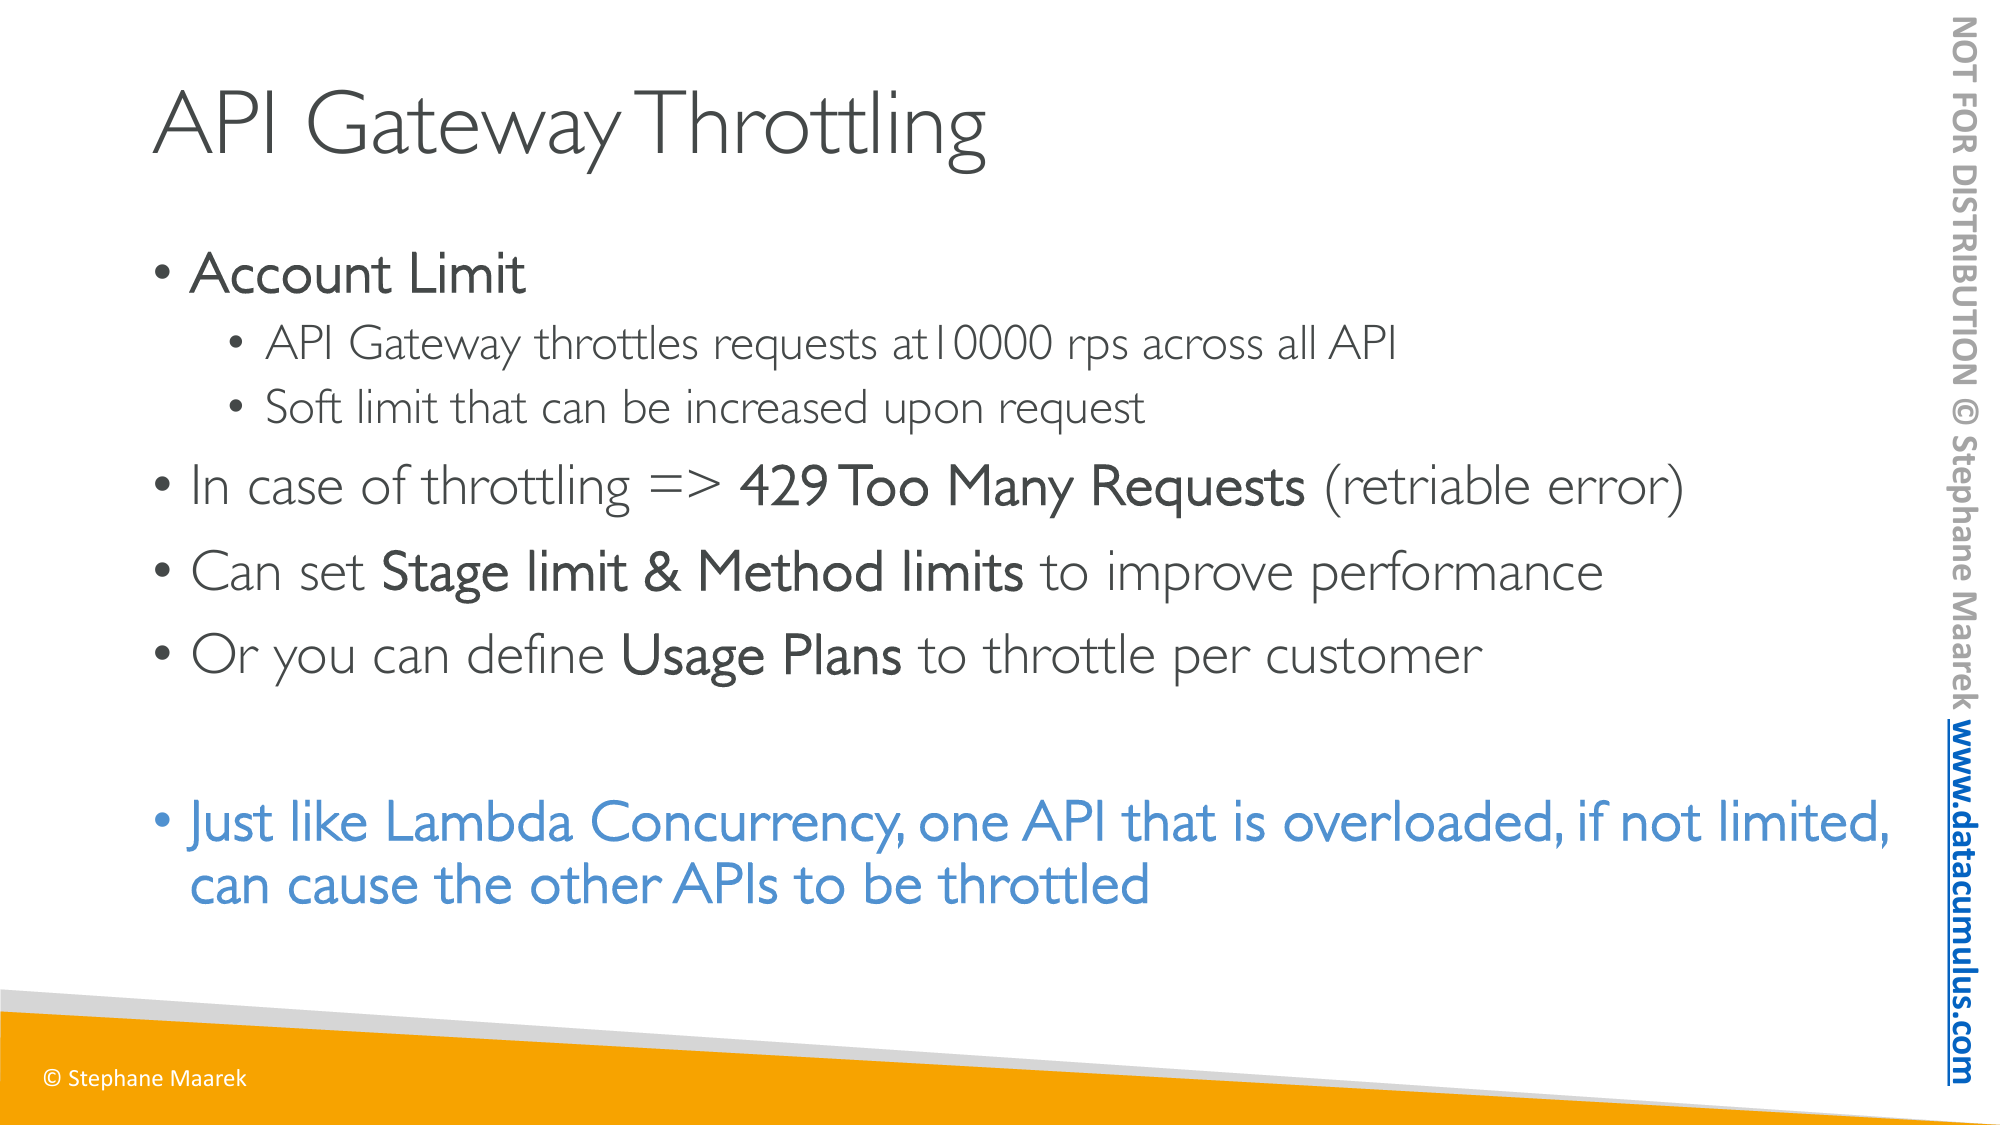 API Gateway Throttling
• Account Limit
• API Gateway throttles requests at10000 rps across all API
• Soft limit that can be increased upon request
• In case of throttling => 429 Too Many Requests (retriable error)
• Can set Stage limit & Method limits to improve performance
• Or you can define Usage Plans to throttle per customer
• Just like Lambda Concurrency, one API that is overloaded, if not limited,
can cause the other APIs to be throttled
© Stephane Maarek
NOT FOR DISTRIBUTION © Stephane Maarek www.datacumulus.com